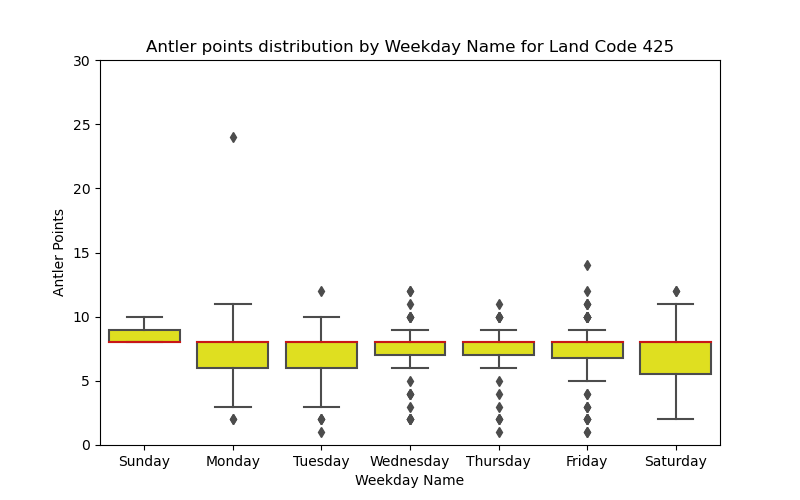 Antler points distribution by Weekday Name for Land Code 425
30
25
20
15
10
5
0
Antler Points
Sunday Monday Tuesday Wednesday Thursday Friday Saturday
Weekday Name